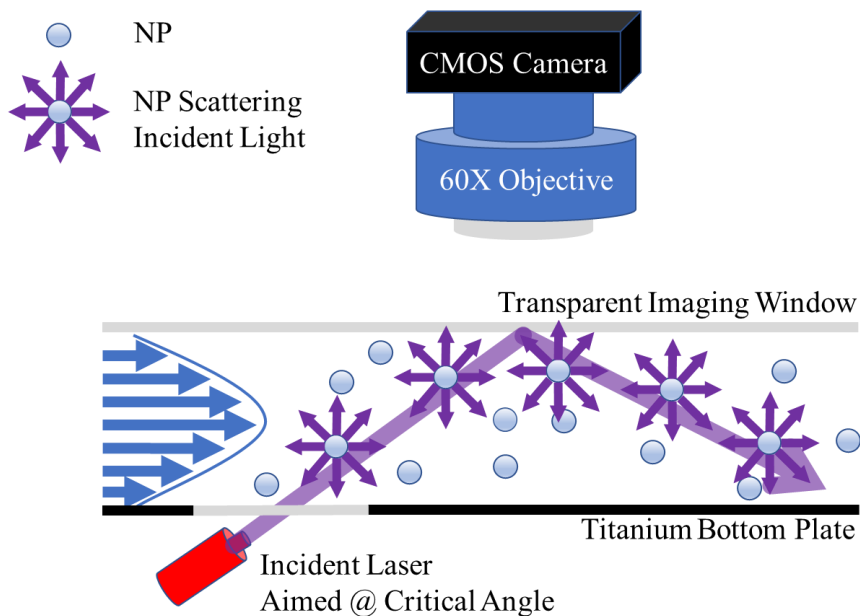 NP
NP Scattering
Incident Light
CMOS Camera
60X Objective
Transparent Imaging Window
Titanium Bottom Plate
Incident Laser
Aimed @ Critical Angle